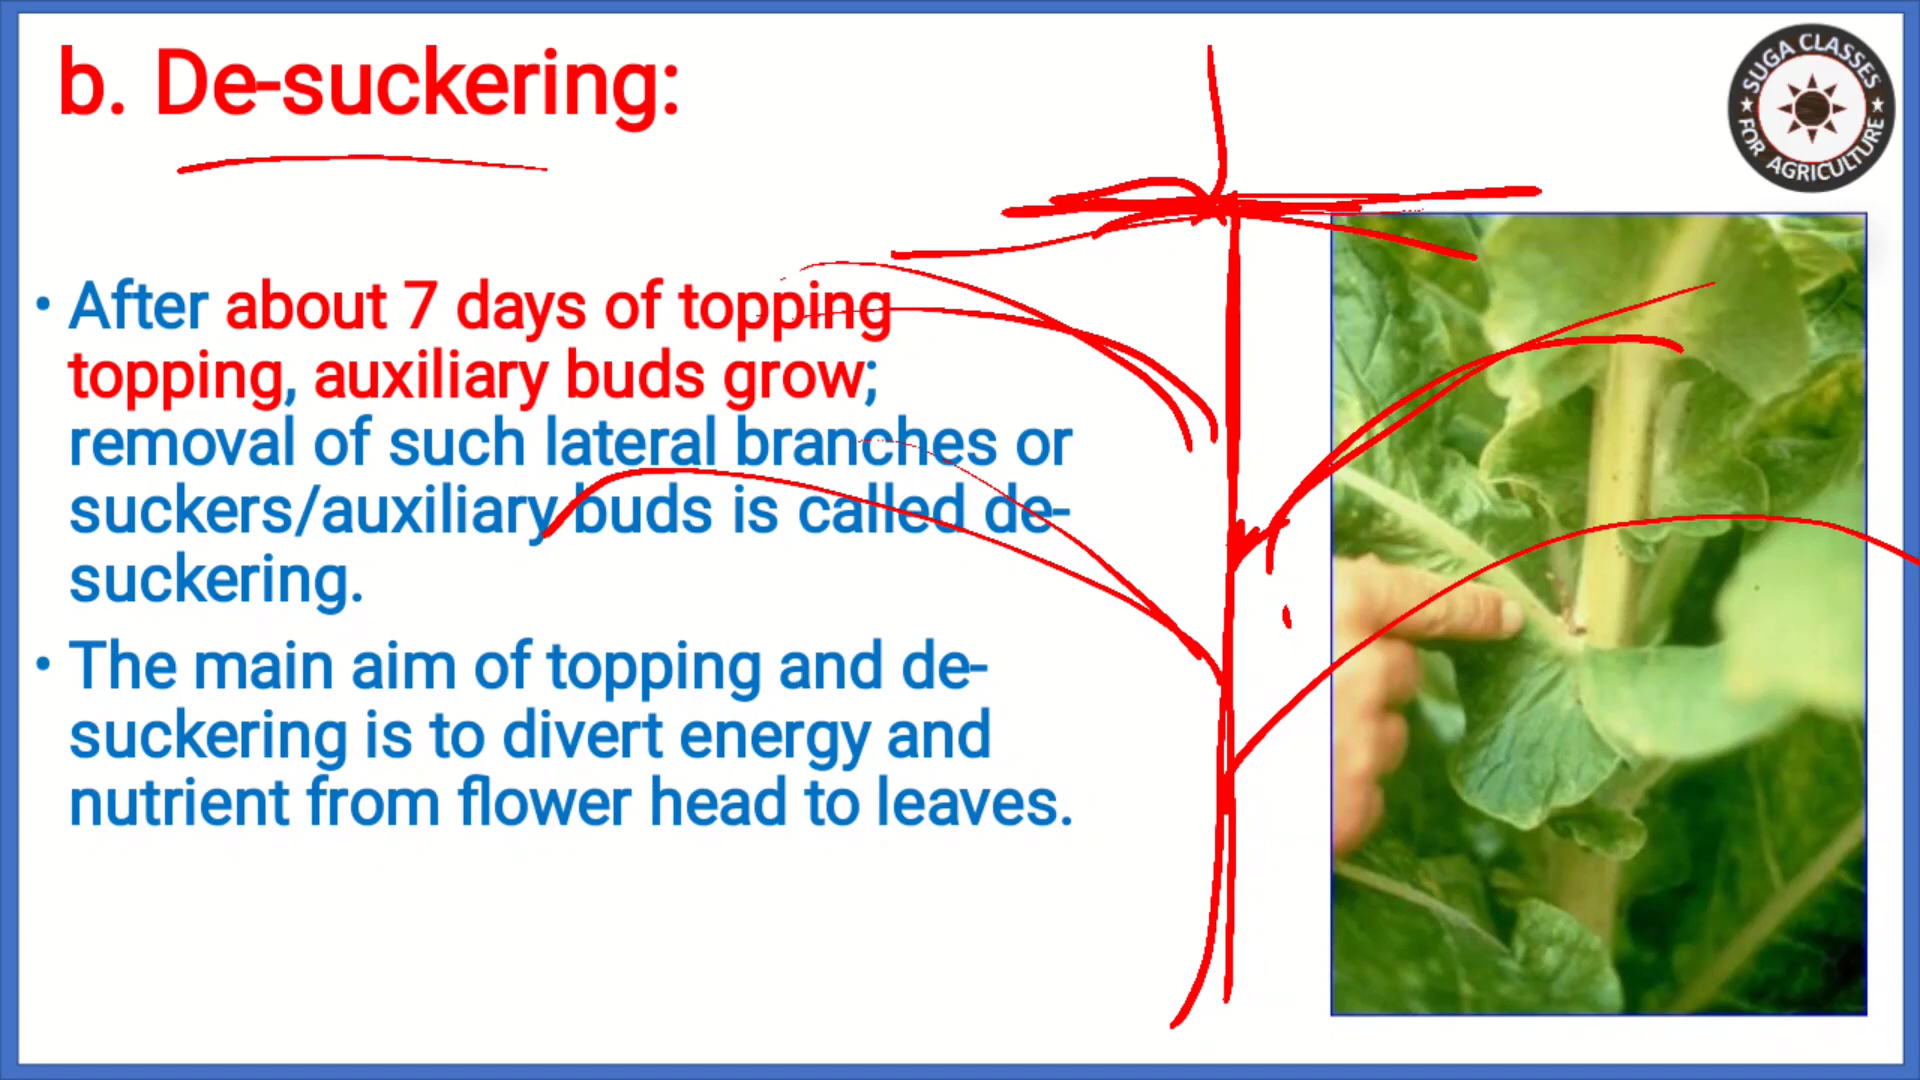 b. De-suckering:
SUGA CLASSES
FOR AGRICULTURE
• After about 7 days of topping
topping, auxiliary buds grow;
removal of such lateral branches or
suckers/auxiliary buds is called de-
suckering.
• The main aim of topping and de-
suckering is to divert energy and
nutrient from flower head to leaves.